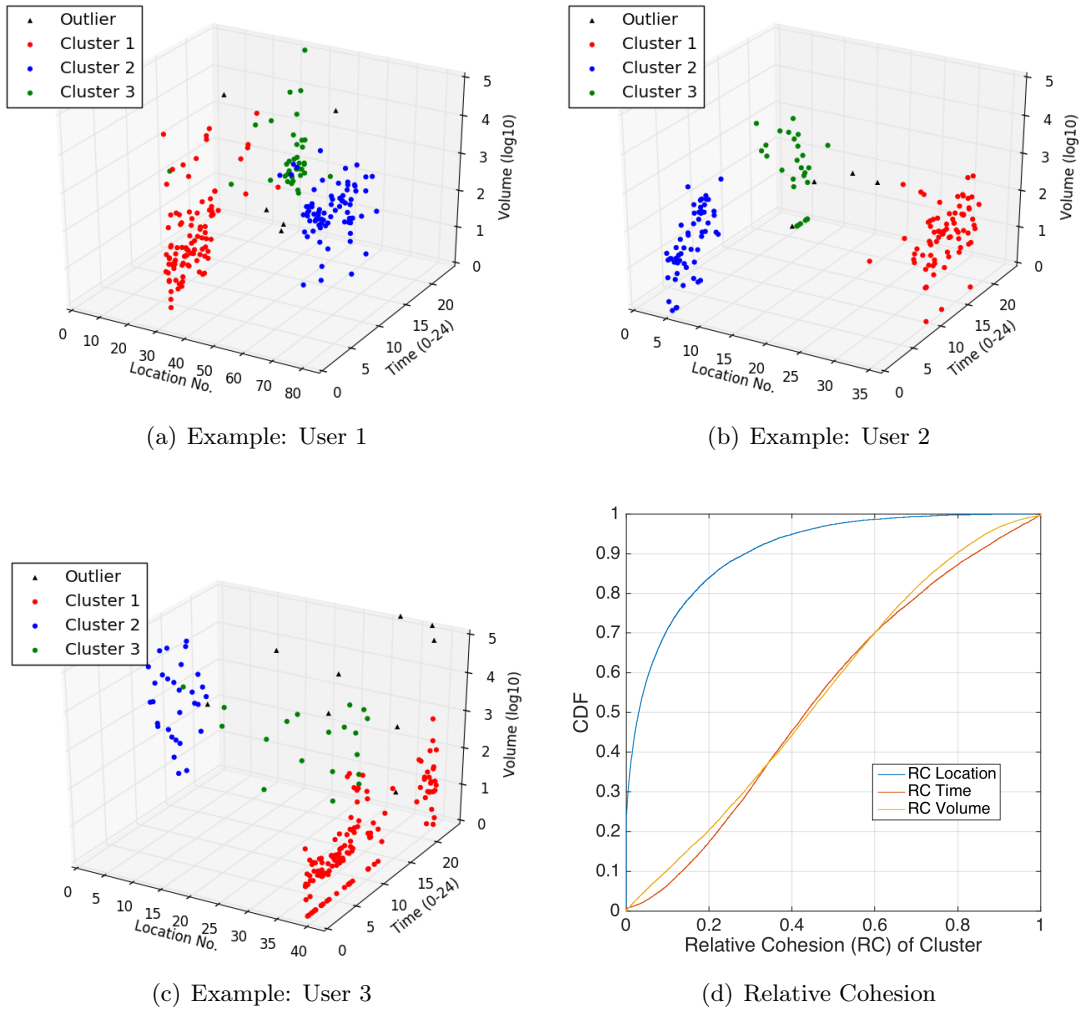 Outlier
Cluster 1
Cluster 2
Cluster 3
5
4
3
2
1
0
Volume (log10)
0
10
20
30
40
50
60
70
80
Location No.
0
5
10
15
20
Time (0-24)
(a) Example: User 1
Outlier
Cluster 1
Cluster 2
Cluster 3
5
4
3
2
1
0
Volume (log10)
0
5
10
15
20
25
30
35
Location No.
0
5
10
15
20
Time (0-24)
(b) Example: User 2
Outlier
Cluster 1
Cluster 2
Cluster 3
5
4
3
2
1
0
Volume (log10)
0
5
10
15
20
25
30
35
40
Location No.
0
5
10
15
20
Time (0-24)
(c) Example: User 3
1
0.9
0.8
0.7
0.6
0.5
0.4
0.3
0.2
0.1
0
CDF
RC Location
RC Time
RC Volume
0
0.2
0.4
0.6
0.8
1
Relative Cohesion (RC) of Cluster
(d) Relative Cohesion